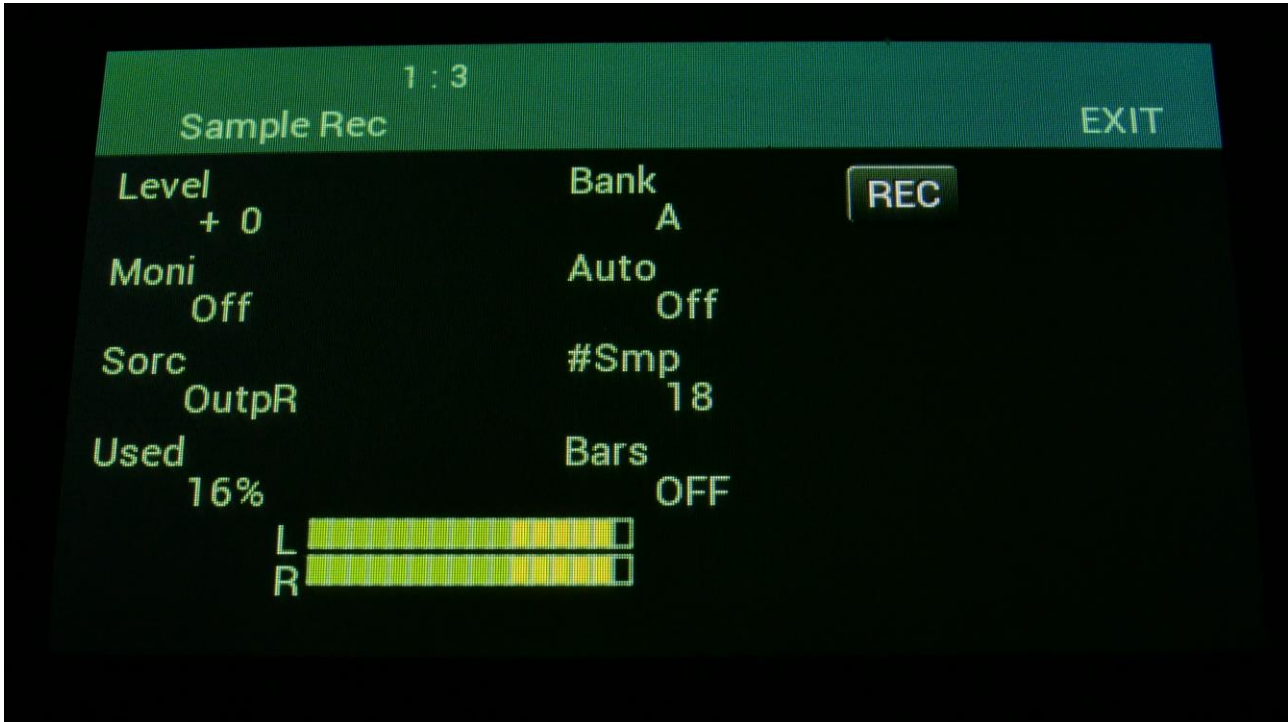 1 : 3
Sample Rec
EXIT
Level
+ 0
Moni
Off
Sorc
OutpR
Used
16%
Bank
A
Auto
Off
#Smp
18
Bars
OFF
REC
L
R